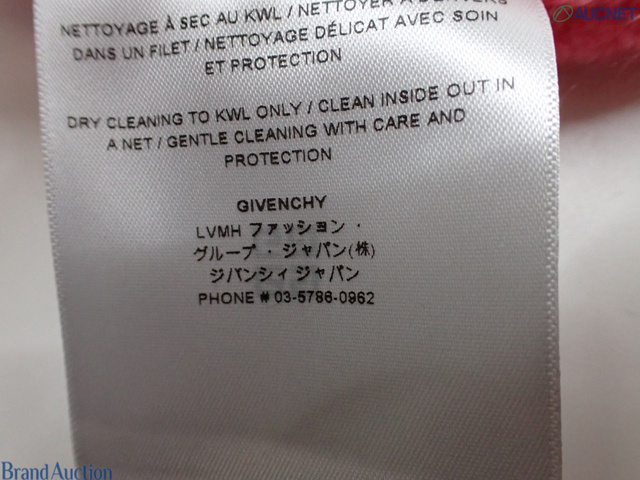 AUCNET
NETTOYAGE À SEC AU KWL / NETTOYER À L'ENVERS
DANS UN FILET / NETTOYAGE DÉLICAT AVEC SOIN
ET PROTECTION
DRY CLEANING TO KWL ONLY / CLEAN INSIDE OUT IN
A NET / GENTLE CLEANING WITH CARE AND
PROTECTION
GIVENCHY
LVMH ファッション・
グループ・ジャパン(株)
ジバンシィ ジャパン
PHONE # 03-5786-0962
BrandAuction